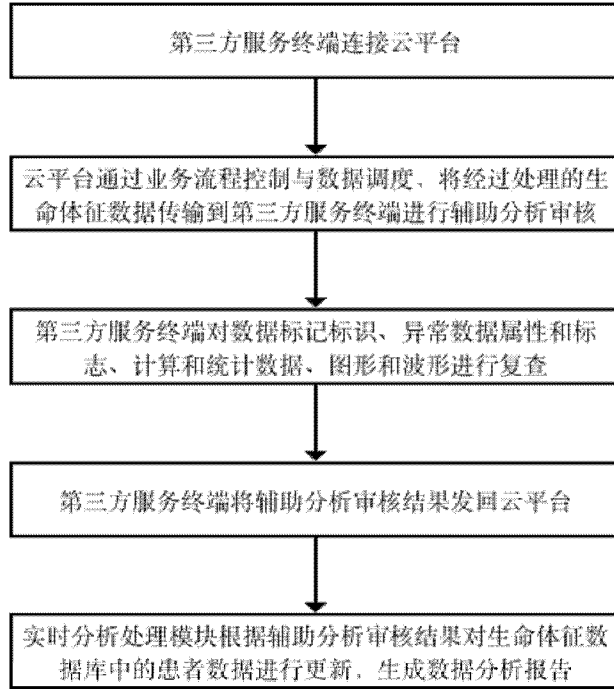 第三方服务终端连接云平台
云平台通过业务流程控制与数据调度，将经过处理的生
命体征数据传输到第三方服务终端进行辅助分析审核
第三方服务终端对数据标记标识、异常数据属性和标
志、计算和统计数据、图形和波形进行复查
第三方服务终端将辅助分析审核结果发回云平台
实时分析处理模块根据辅助分析审核结果对生命体征数
据库中的患者数据进行更新，生成数据分析报告